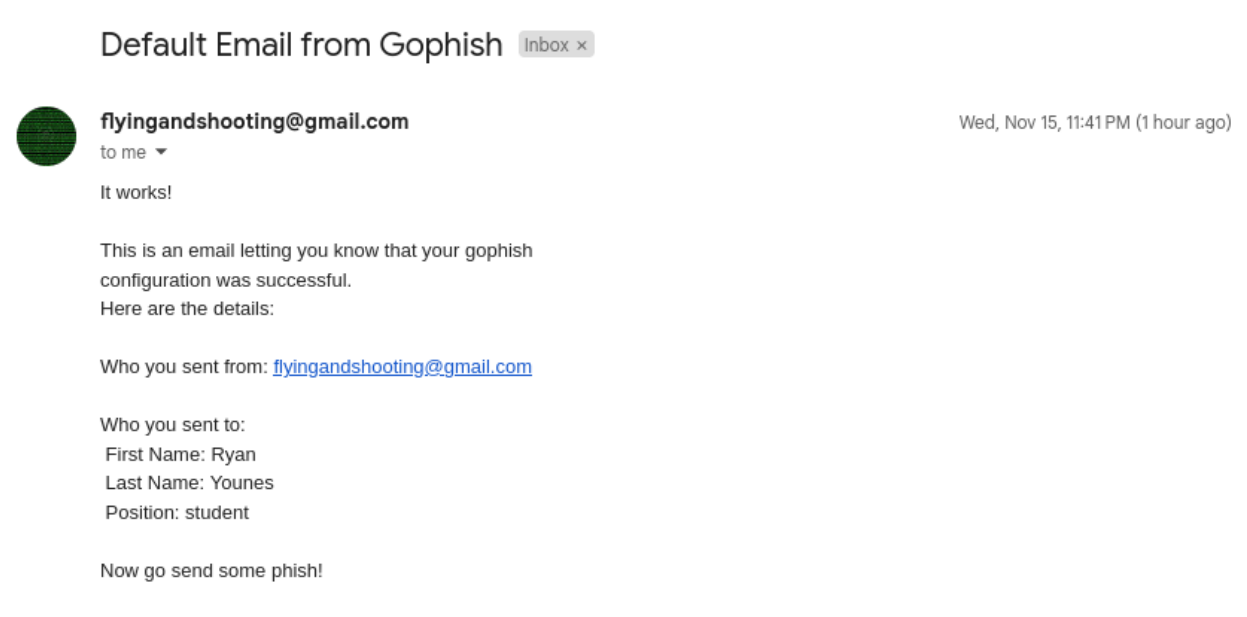 Default Email from Gophish Inbox ×
flyingandshooting@gmail.com Wed, Nov 15, 11:41 PM (1 hour ago)
to me
It works!
This is an email letting you know that your gophish
configuration was successful.
Here are the details:
Who you sent from: flyingandshooting@gmail.com
Who you sent to:
First Name: Ryan
Last Name: Younes
Position: student
Now go send some phish!